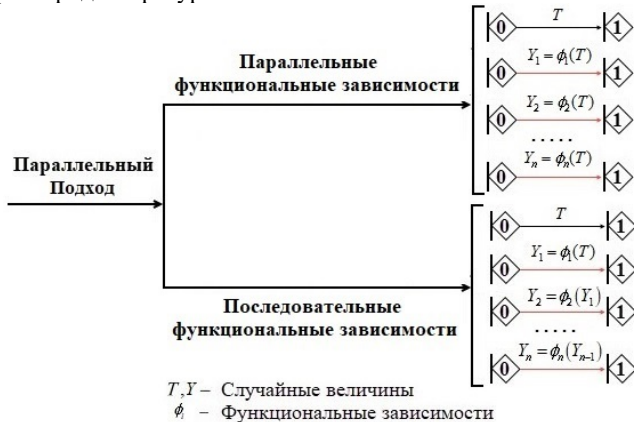 0 T 1
Параллельные
функциональные зависимости
0 Y₁ = ϕ₁(T) 1
0 Y₂ = ϕ₂(T) 1
.....
0 Yₙ = ϕₙ(T) 1
Параллельный
Подход
0 T 1
0 Y₁ = ϕ₁(T) 1
Последовательные
функциональные зависимости
0 Y₂ = ϕ₂(Y₁) 1
.....
0 Yₙ = ϕₙ(Yₙ₋₁) 1
T,Y – Случайные величины
ϕᵢ – Функциональные зависимости